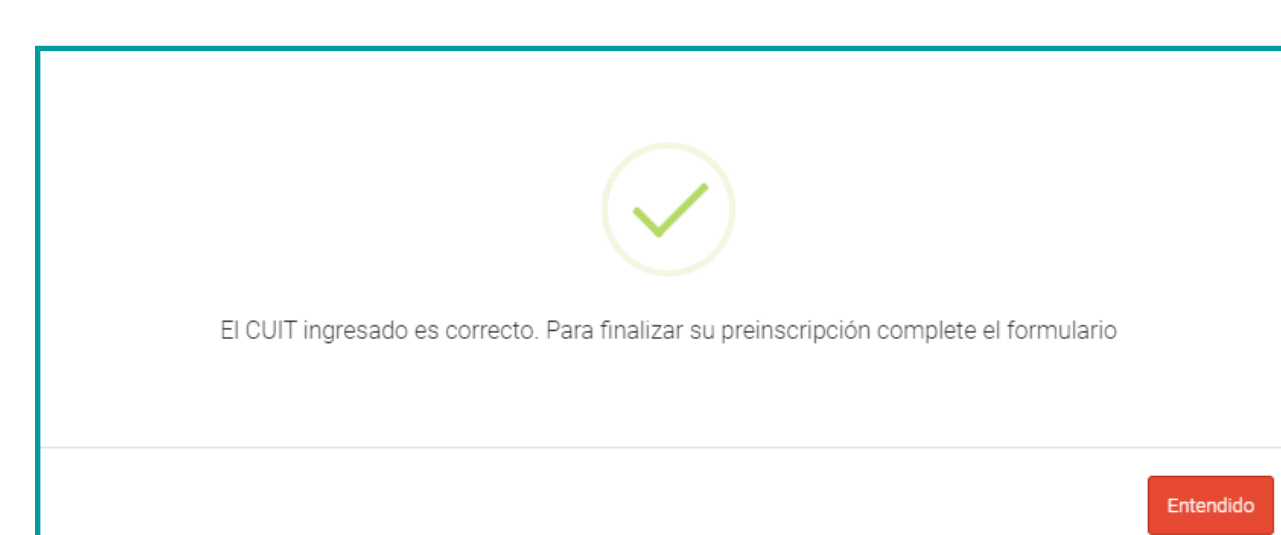 El CUIT ingresado es correcto. Para finalizar su preinscripción complete el formulario
Entendido